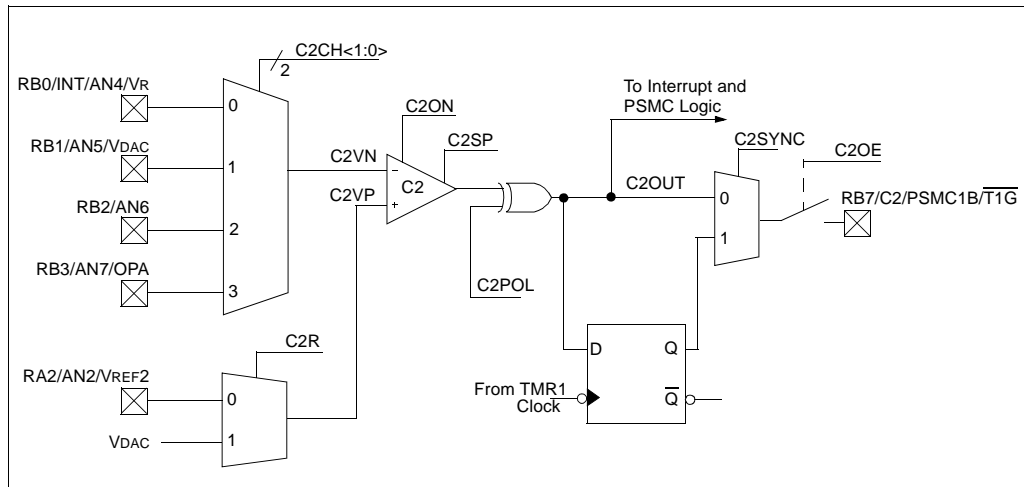 C2CH<1:0>
2
RB0/INT/AN4/VR
0
RB1/AN5/VDAC
1
RB2/AN6
2
RB3/AN7/OPA
3
C2VN
C2VP
C2ON
C2SP
C2
−
+
C2POL
To Interrupt and
PSMC Logic
C2OUT
C2SYNC
0
1
C2OE
RB7/C2/PSMC1B/T̅1̅G̅
C2R
RA2/AN2/VREF2
0
VDAC
1
D
Q
From TMR1
Clock
Q̅